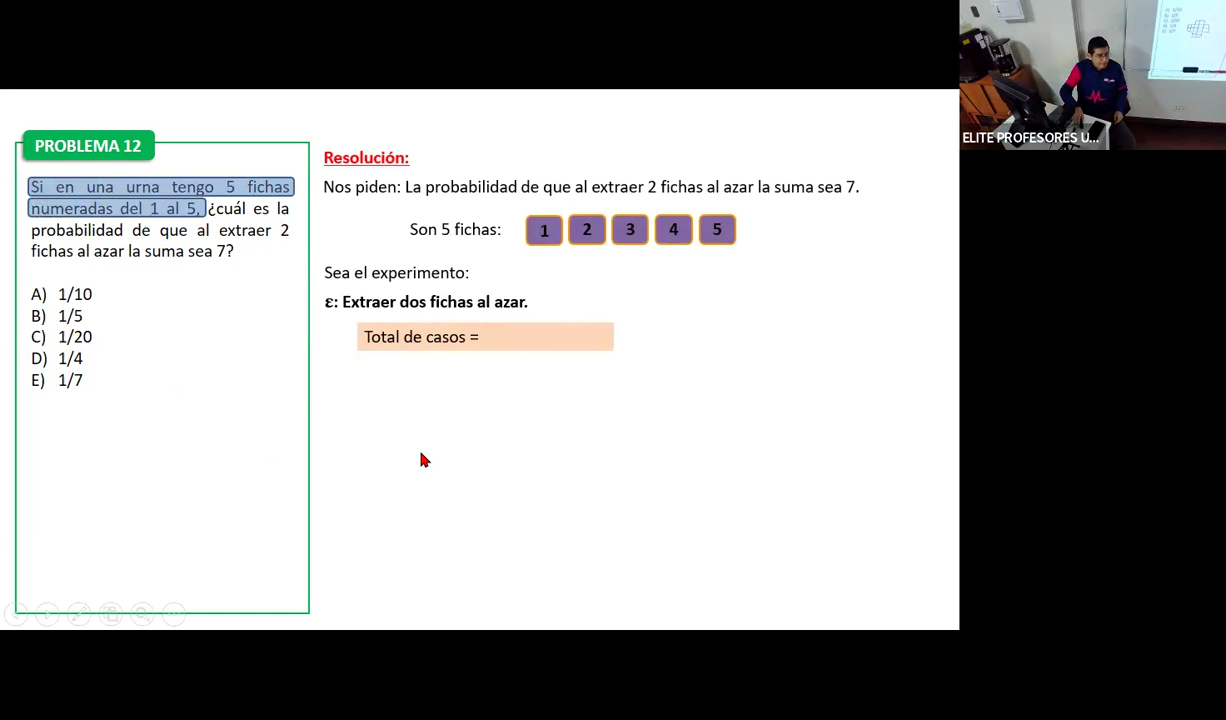 PROBLEMA 12
Si en una urna tengo 5 fichas
numeradas del 1 al 5, ¿cuál es la
probabilidad de que al extraer 2
fichas al azar la suma sea 7?
A) 1/10
B) 1/5
C) 1/20
D) 1/4
E) 1/7
Resolución:
Nos piden: La probabilidad de que al extraer 2 fichas al azar la suma sea 7.
Son 5 fichas: 1 2 3 4 5
Sea el experimento:
ε: Extraer dos fichas al azar.
Total de casos =
ELITE PROFESORES U...